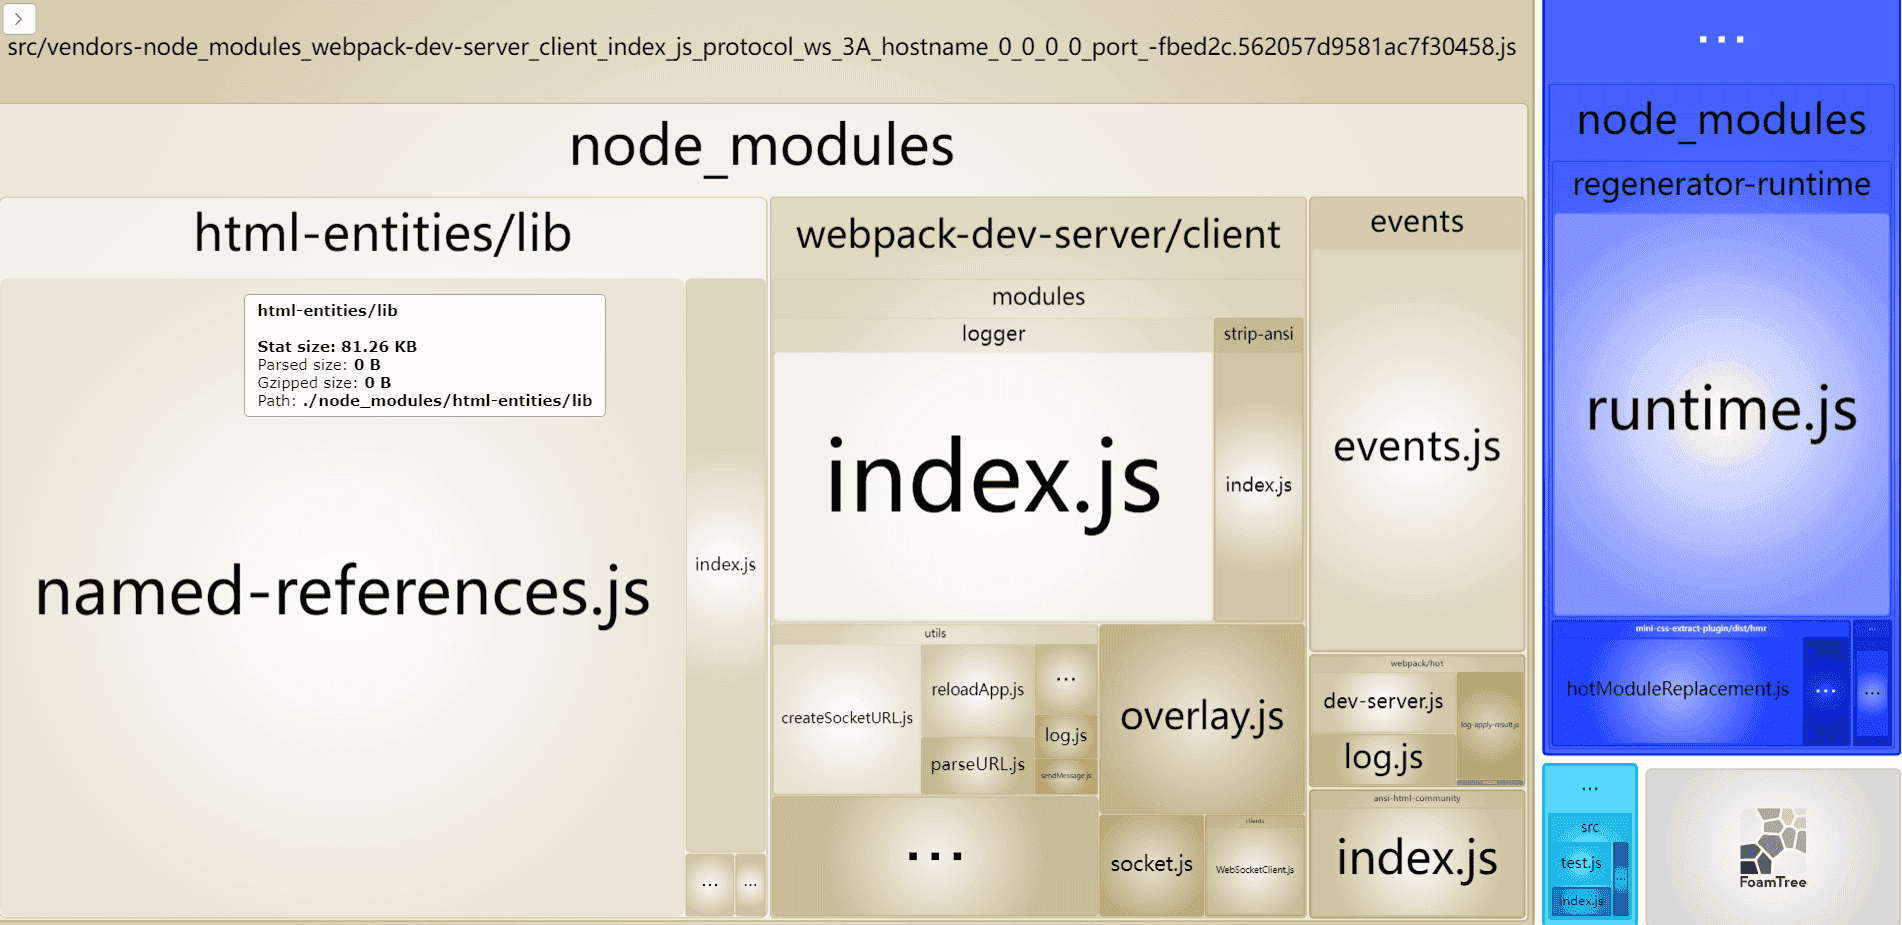 src/vendors-node_modules_webpack-dev-server_client_index_js_protocol_ws_3A_hostname_0_0_0_0_port_-fbed2c.562057d9581ac7f30458.js
node_modules
html-entities/lib
html-entities/lib
Stat size: 81.26 KB
Parsed size: 0 B
Gzipped size: 0 B
Path: ./node_modules/html-entities/lib
named-references.js
index.js
...
...
webpack-dev-server/client
modules
logger
index.js
strip-ansi
index.js
utils
createSocketURL.js
reloadApp.js
parseURL.js
...
log.js
sendMessage.js
overlay.js
...
socket.js
clients
WebSocketClient.js
events
events.js
webpack/hot
dev-server.js
log.js
log-apply-result.js
ansi-html-community
index.js
...
node_modules
regenerator-runtime
runtime.js
mini-css-extract-plugin/dist/hmr
hotModuleReplacement.js
...
...
...
...
src
test.js
index.js
...
FoamTree